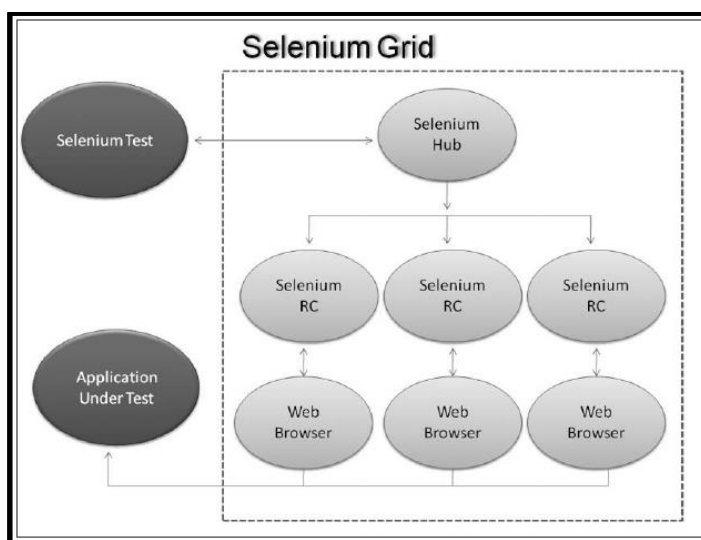 Selenium Grid
Selenium Test
Selenium
Hub
Selenium
RC
Selenium
RC
Selenium
RC
Application
Under Test
Web
Browser
Web
Browser
Web
Browser